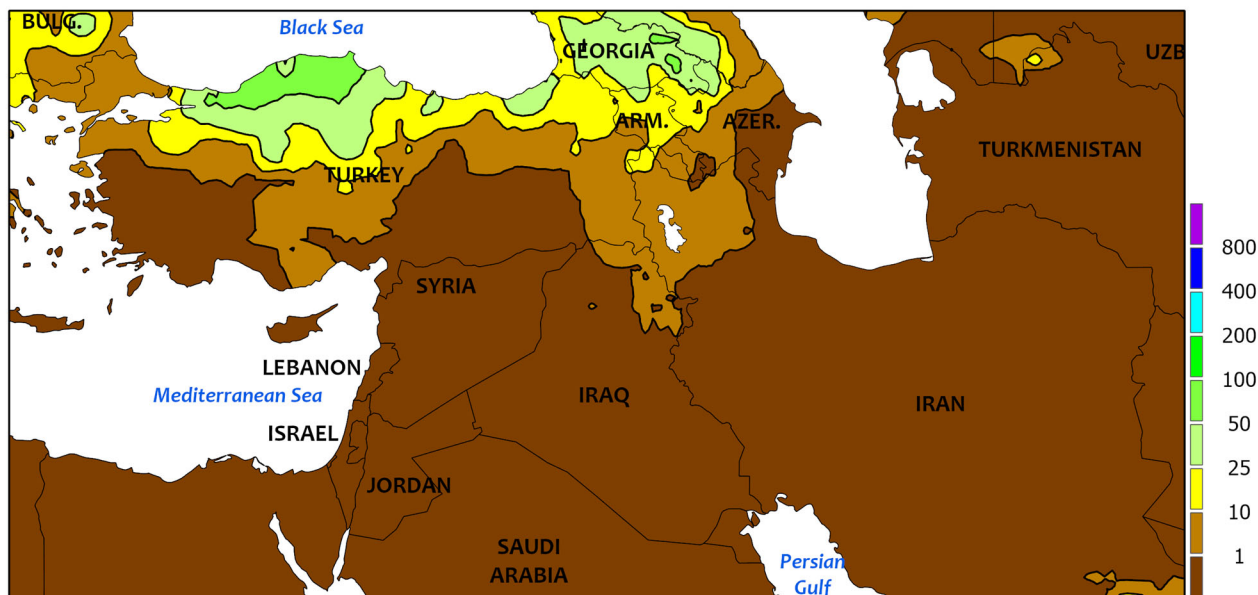 BULG.
Black Sea
GEORGIA
UZB
ARM.
AZER.
TURKMENISTAN
TURKEY
SYRIA
LEBANON
Mediterranean Sea
IRAQ
IRAN
ISRAEL
JORDAN
SAUDI
ARABIA
Persian
Gulf
800
400
200
100
50
25
10
1